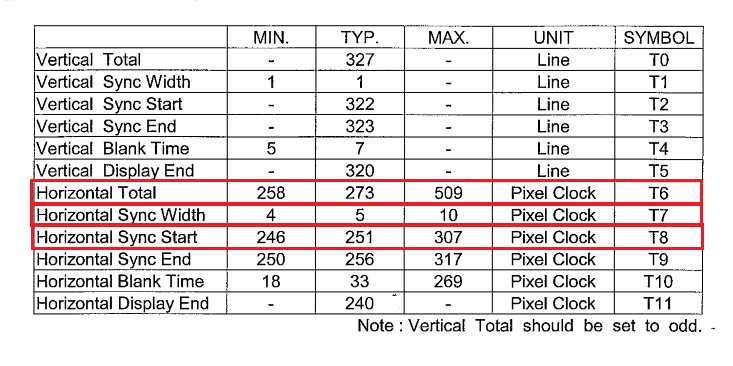 MIN. TYP. MAX. UNIT SYMBOL
Vertical Total - 327 - Line T0
Vertical Sync Width 1 1 - Line T1
Vertical Sync Start - 322 - Line T2
Vertical Sync End - 323 - Line T3
Vertical Blank Time 5 7 - Line T4
Vertical Display End - 320 - Line T5
Horizontal Total 258 273 509 Pixel Clock T6
Horizontal Sync Width 4 5 10 Pixel Clock T7
Horizontal Sync Start 246 251 307 Pixel Clock T8
Horizontal Sync End 250 256 317 Pixel Clock T9
Horizontal Blank Time 18 33 269 Pixel Clock T10
Horizontal Display End - 240 - Pixel Clock T11
Note : Vertical Total should be set to odd.